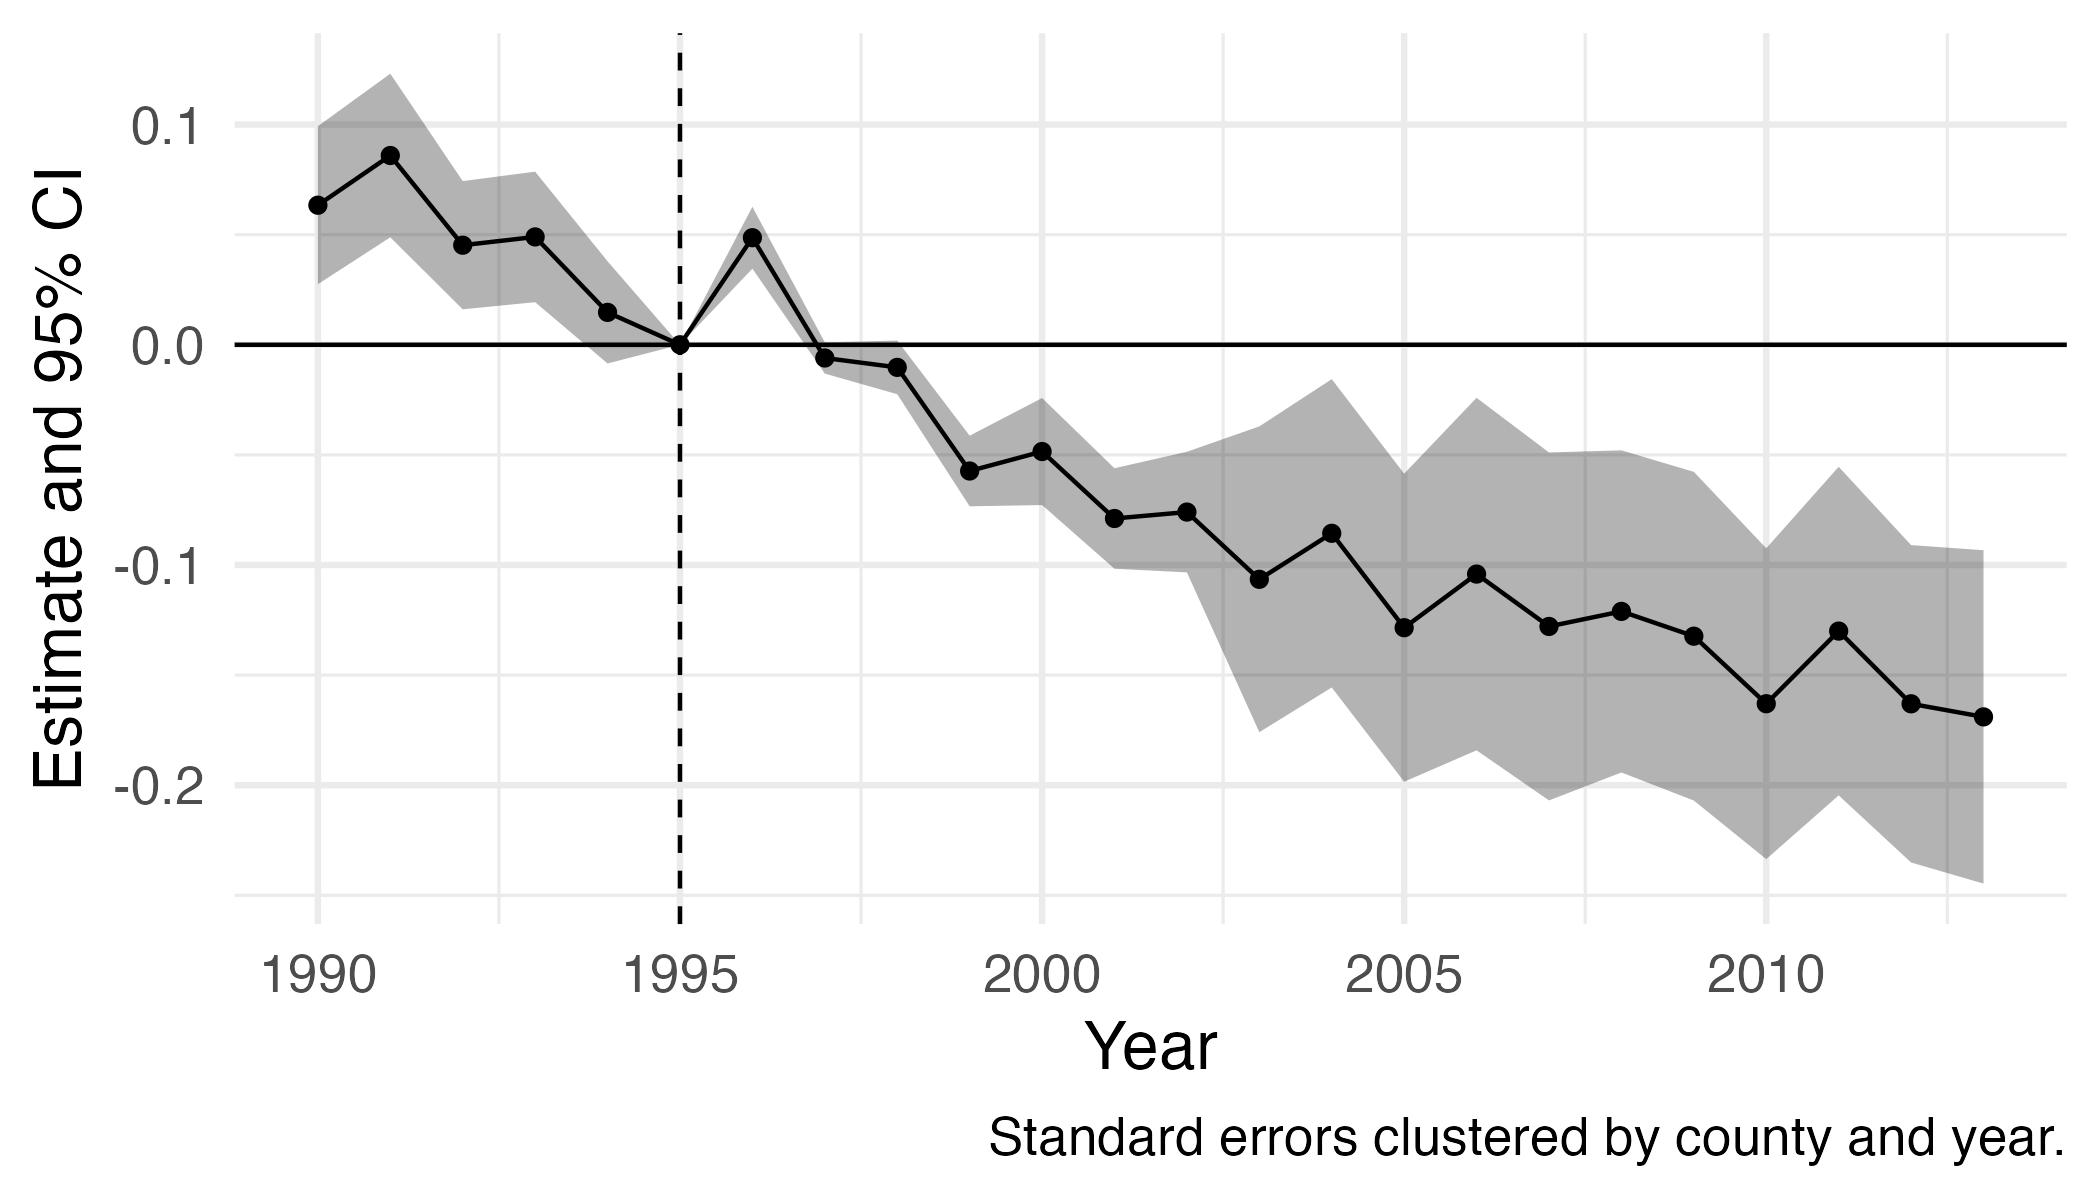 Estimate and 95% CI
0.1
0.0
-0.1
-0.2
1990 1995 2000 2005 2010
Year
Standard errors clustered by county and year.